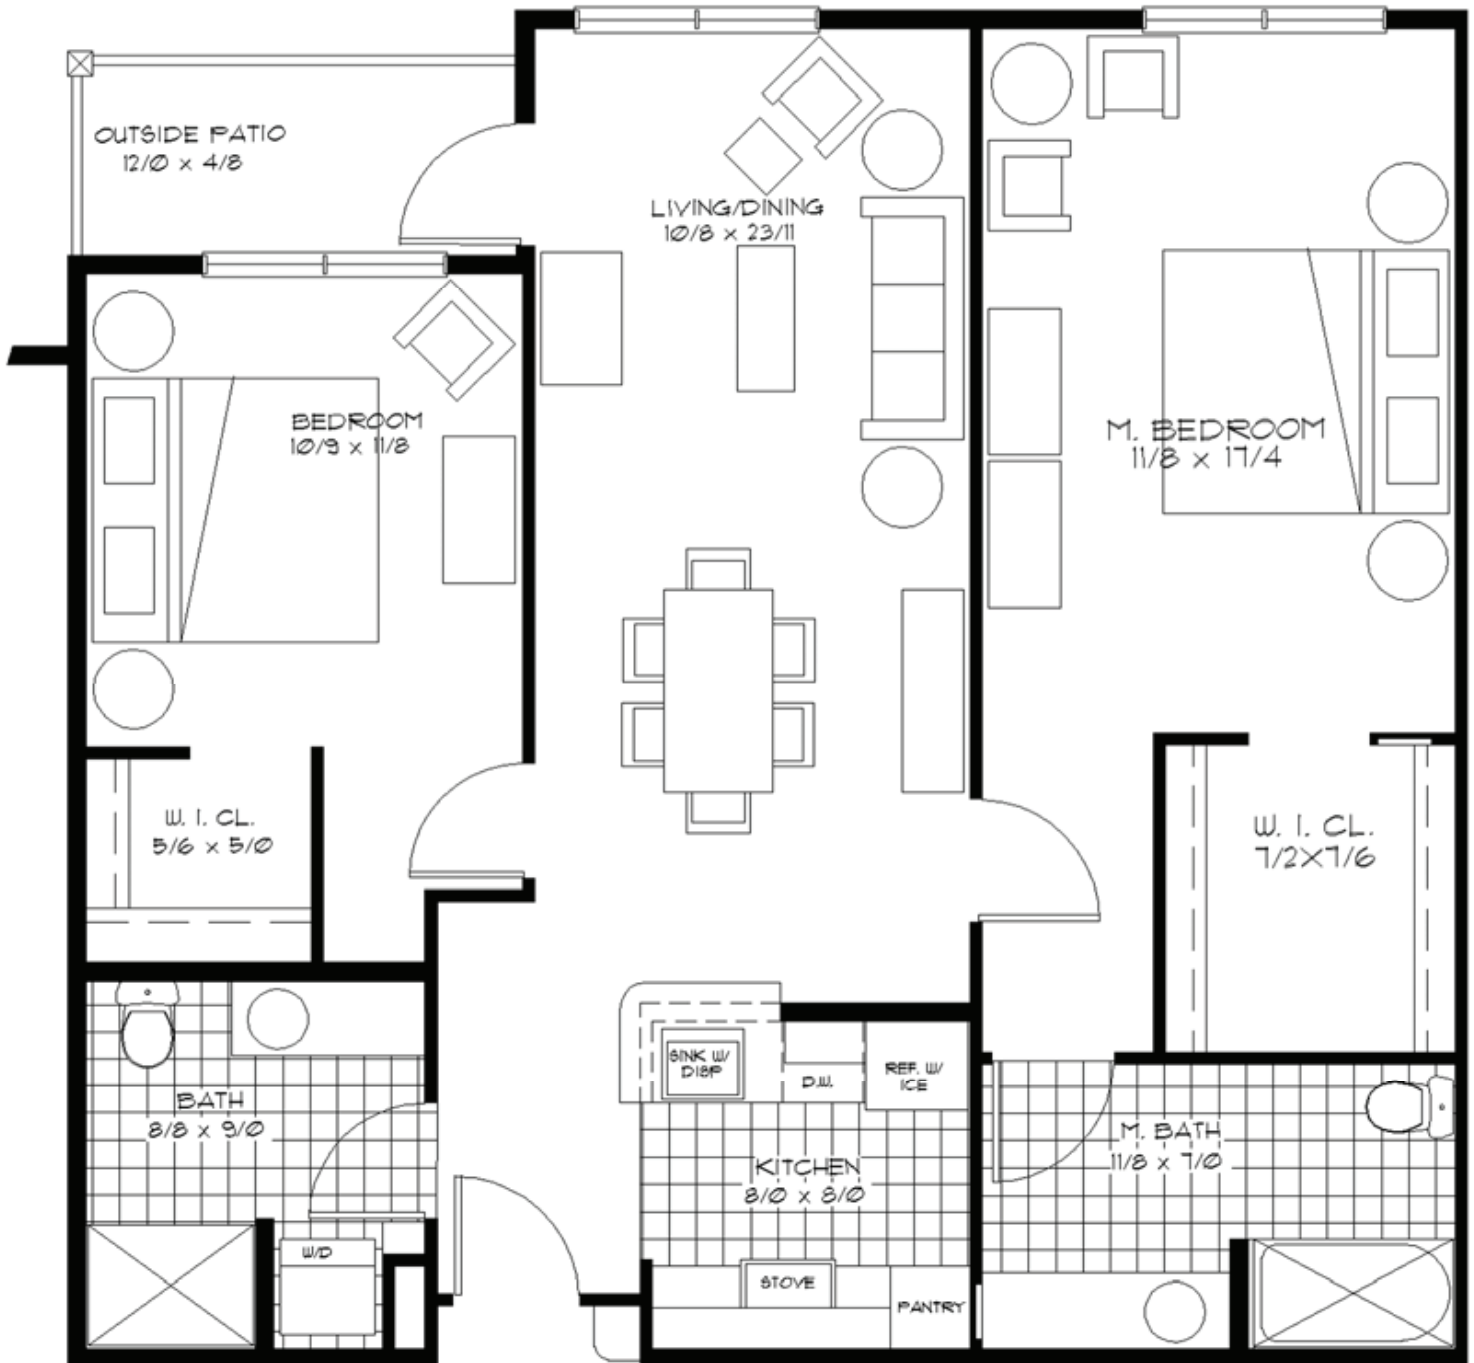 OUTSIDE PATIO
12/0 x 4/8
LIVING/DINING
10/8 x 23/11
BEDROOM
10/9 x 11/8
M. BEDROOM
11/8 x 17/4
W. I. CL.
5/6 x 5/0
W. I. CL.
7/2X7/6
SINK W/
DISP
D.W.
REF. W/
ICE
BATH
8/8 x 9/0
M. BATH
11/8 x 7/0
KITCHEN
8/0 x 8/0
W/D
STOVE
PANTRY